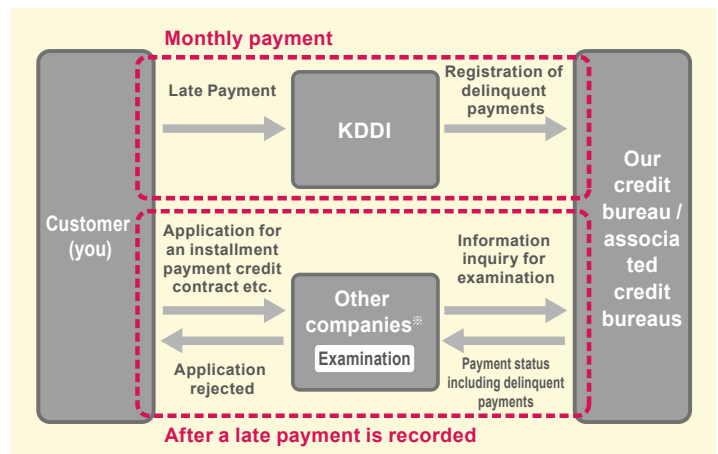 Monthly payment
Late Payment
KDDI
Registration of
delinquent
payments
Customer
(you)
Our
credit
bureau /
associa
ted
credit
bureaus
Application for
an installment
payment credit
contract etc.
Other
companies※
Examination
Information
inquiry for
examination
Application
rejected
Payment status
including delinquent
payments
After a late payment is recorded